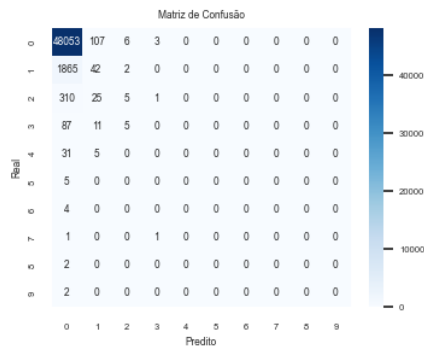 Matriz de Confusão
0 48053 107 6 3 0 0 0 0 0 0
1 1865 42 2 0 0 0 0 0 0 0
2 310 25 5 1 0 0 0 0 0 0
3 87 11 5 0 0 0 0 0 0 0
4 31 5 0 0 0 0 0 0 0 0
5 5 0 0 0 0 0 0 0 0 0
6 4 0 0 0 0 0 0 0 0 0
7 1 0 0 1 0 0 0 0 0 0
8 2 0 0 0 0 0 0 0 0 0
9 2 0 0 0 0 0 0 0 0 0
0 1 2 3 4 5 6 7 8 9
Predito
Real
40000
30000
20000
10000
0